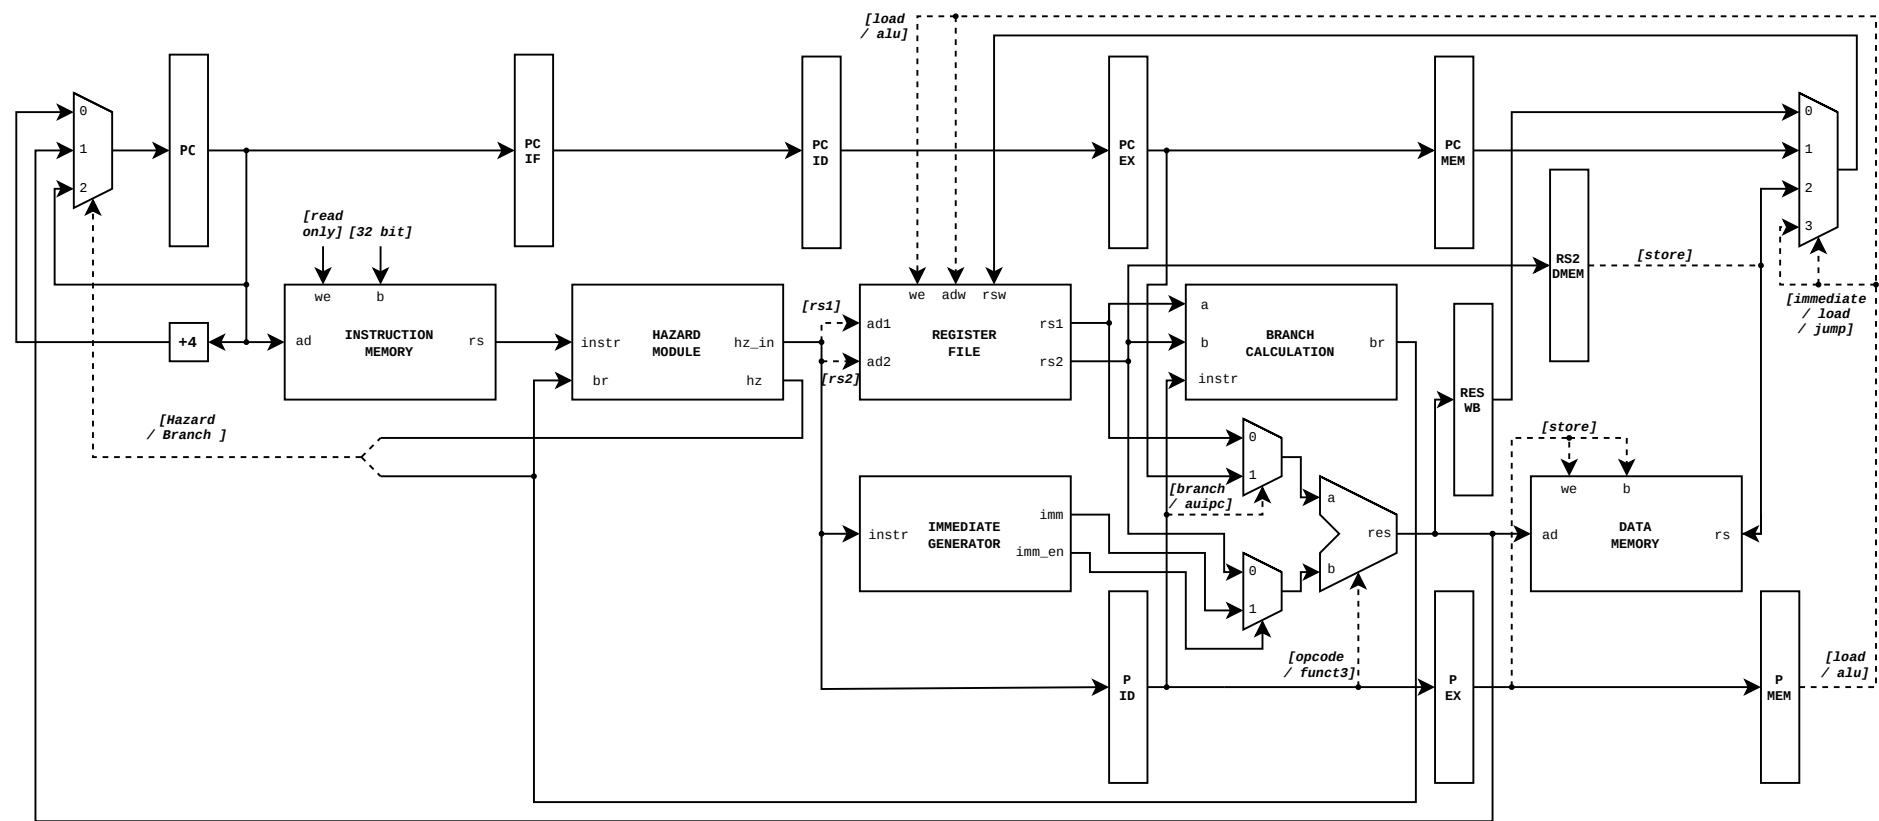 [load
/ alu]
0
1
2
PC
PC
IF
PC
ID
PC
EX
PC
MEM
0
1
2
3
[read
only]
[32 bit]
we
b
ad
INSTRUCTION
MEMORY
rs
+4
instr
br
HAZARD
MODULE
hz_in
hz
[rs1]
[rs2]
we
adw
rsw
ad1
ad2
REGISTER
FILE
rs1
rs2
a
b
instr
BRANCH
CALCULATION
br
RS2
DMEM
[store]
[immediate
/ load
/ jump]
[Hazard
/ Branch ]
RES
WB
0
1
[branch
/ auipc]
instr
IMMEDIATE
GENERATOR
imm
imm_en
0
1
a
b
res
[store]
we
b
ad
DATA
MEMORY
rs
[opcode
/ funct3]
P
ID
P
EX
P
MEM
[load
/ alu]